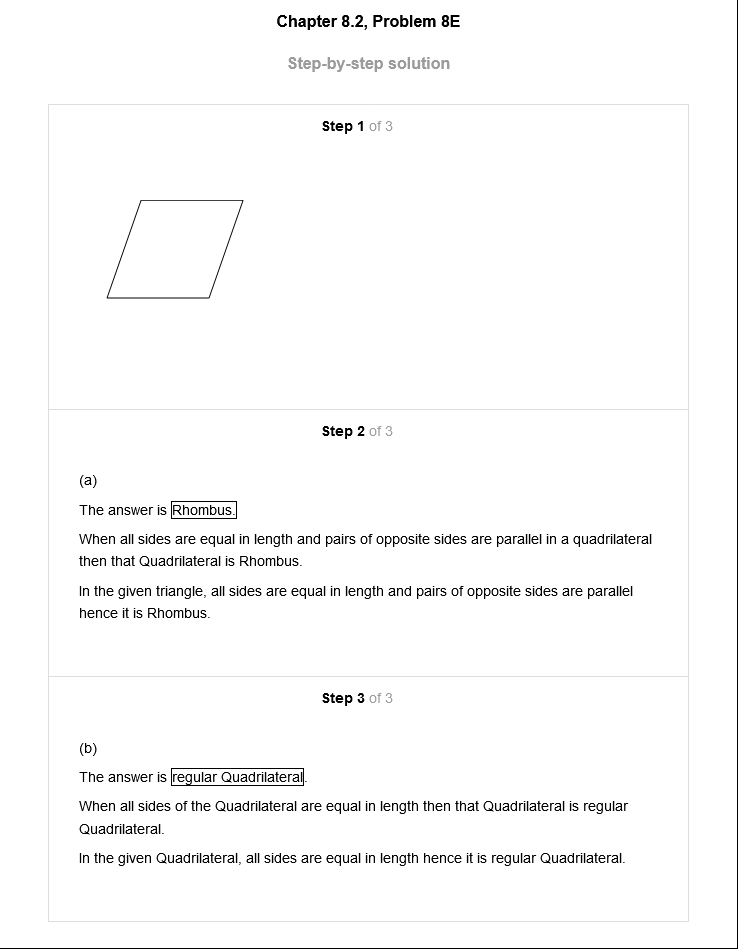 Chapter 8.2, Problem 8E
Step-by-step solution
Step 1 of 3
Step 2 of 3
(a)
The answer is Rhombus.
When all sides are equal in length and pairs of opposite sides are parallel in a quadrilateral
then that Quadrilateral is Rhombus.
In the given triangle, all sides are equal in length and pairs of opposite sides are parallel
hence it is Rhombus.
Step 3 of 3
(b)
The answer is regular Quadrilateral.
When all sides of the Quadrilateral are equal in length then that Quadrilateral is regular
Quadrilateral.
In the given Quadrilateral, all sides are equal in length hence it is regular Quadrilateral.